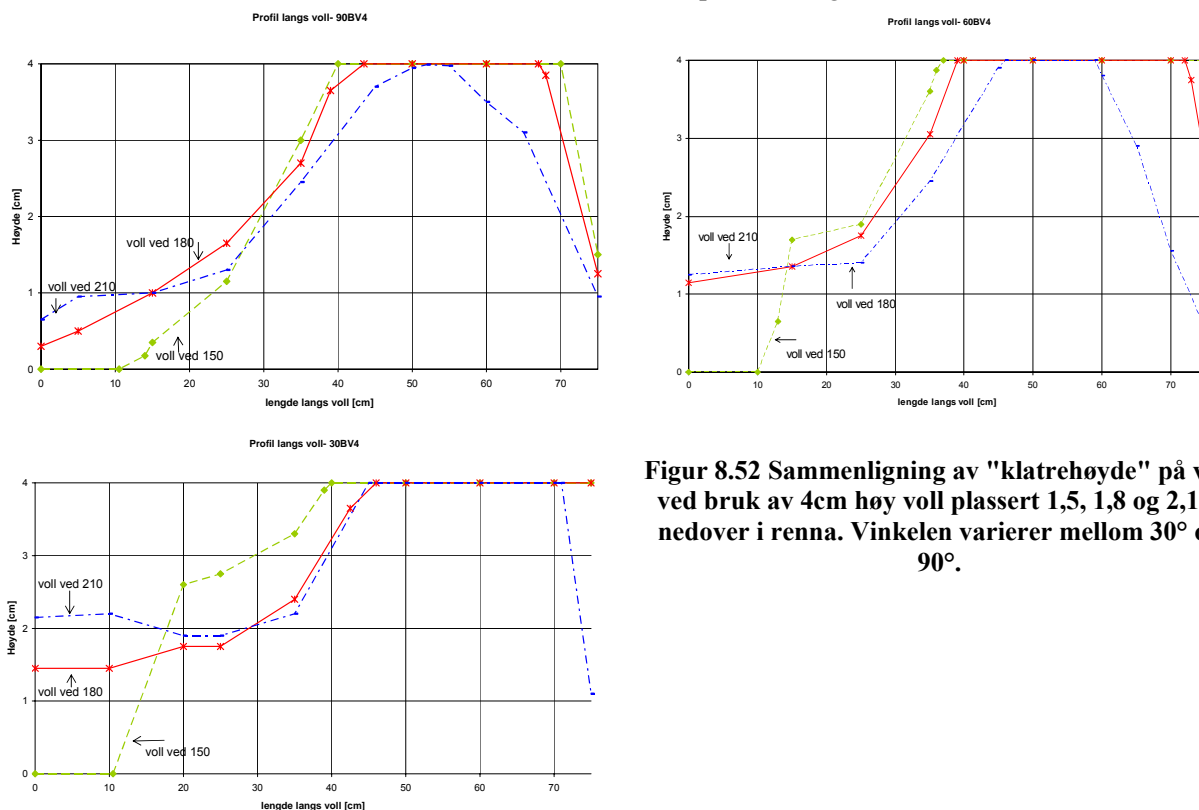 Profil langs voll- 90BV4
Høyde [cm]
4
3
2
1
0
voll ved 180
voll ved 210
voll ved 150
0 10 20 30 40 50 60 70
lengde langs voll [cm]
Profil langs voll-60BV4
Høyde [cm]
4
3
2
1
0
voll ved 210
voll ved 180
voll ved 150
0 10 20 30 40 50 60 70
lengde langs voll [cm]
Profil langs voll- 30BV4
Høyde [cm]
4
3
2
1
0
voll ved 210
voll ved 180
voll ved 150
0 10 20 30 40 50 60 70
lengde langs voll [cm]
Figur 8.52 Sammenligning av "klatrehøyde" på
ved bruk av 4cm høy voll plassert 1,5, 1,8 og 2,1
nedover i renna. Vinkelen varierer mellom 30°
90°.